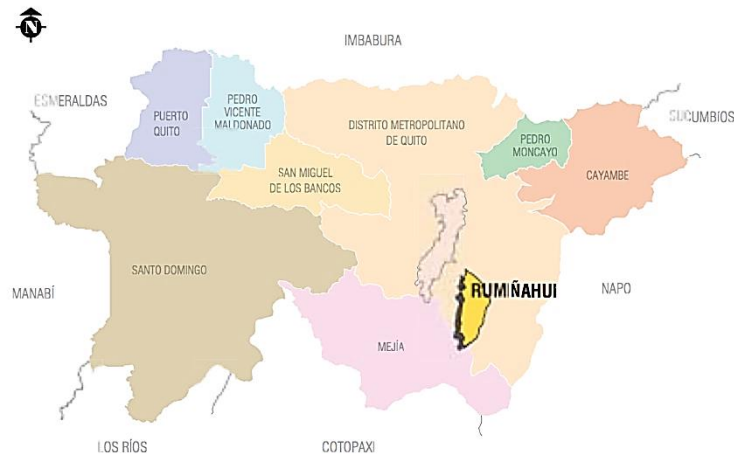 N
IMBABURA
ESMERALDAS
PUERTO
QUITO
PEDRO
VICENTE
MALDONADO
DISTRITO METROPOLITANO
DE QUITO
PEDRO
MONCAYO
SUCUMBIOS
CAYAMBE
SAN MIGUEL
DE LOS BANCOS
SANTO DOMINGO
MANABÍ
RUMIÑAHUI
NAPO
MEJÍA
LOS RÍOS
COTOPAXI